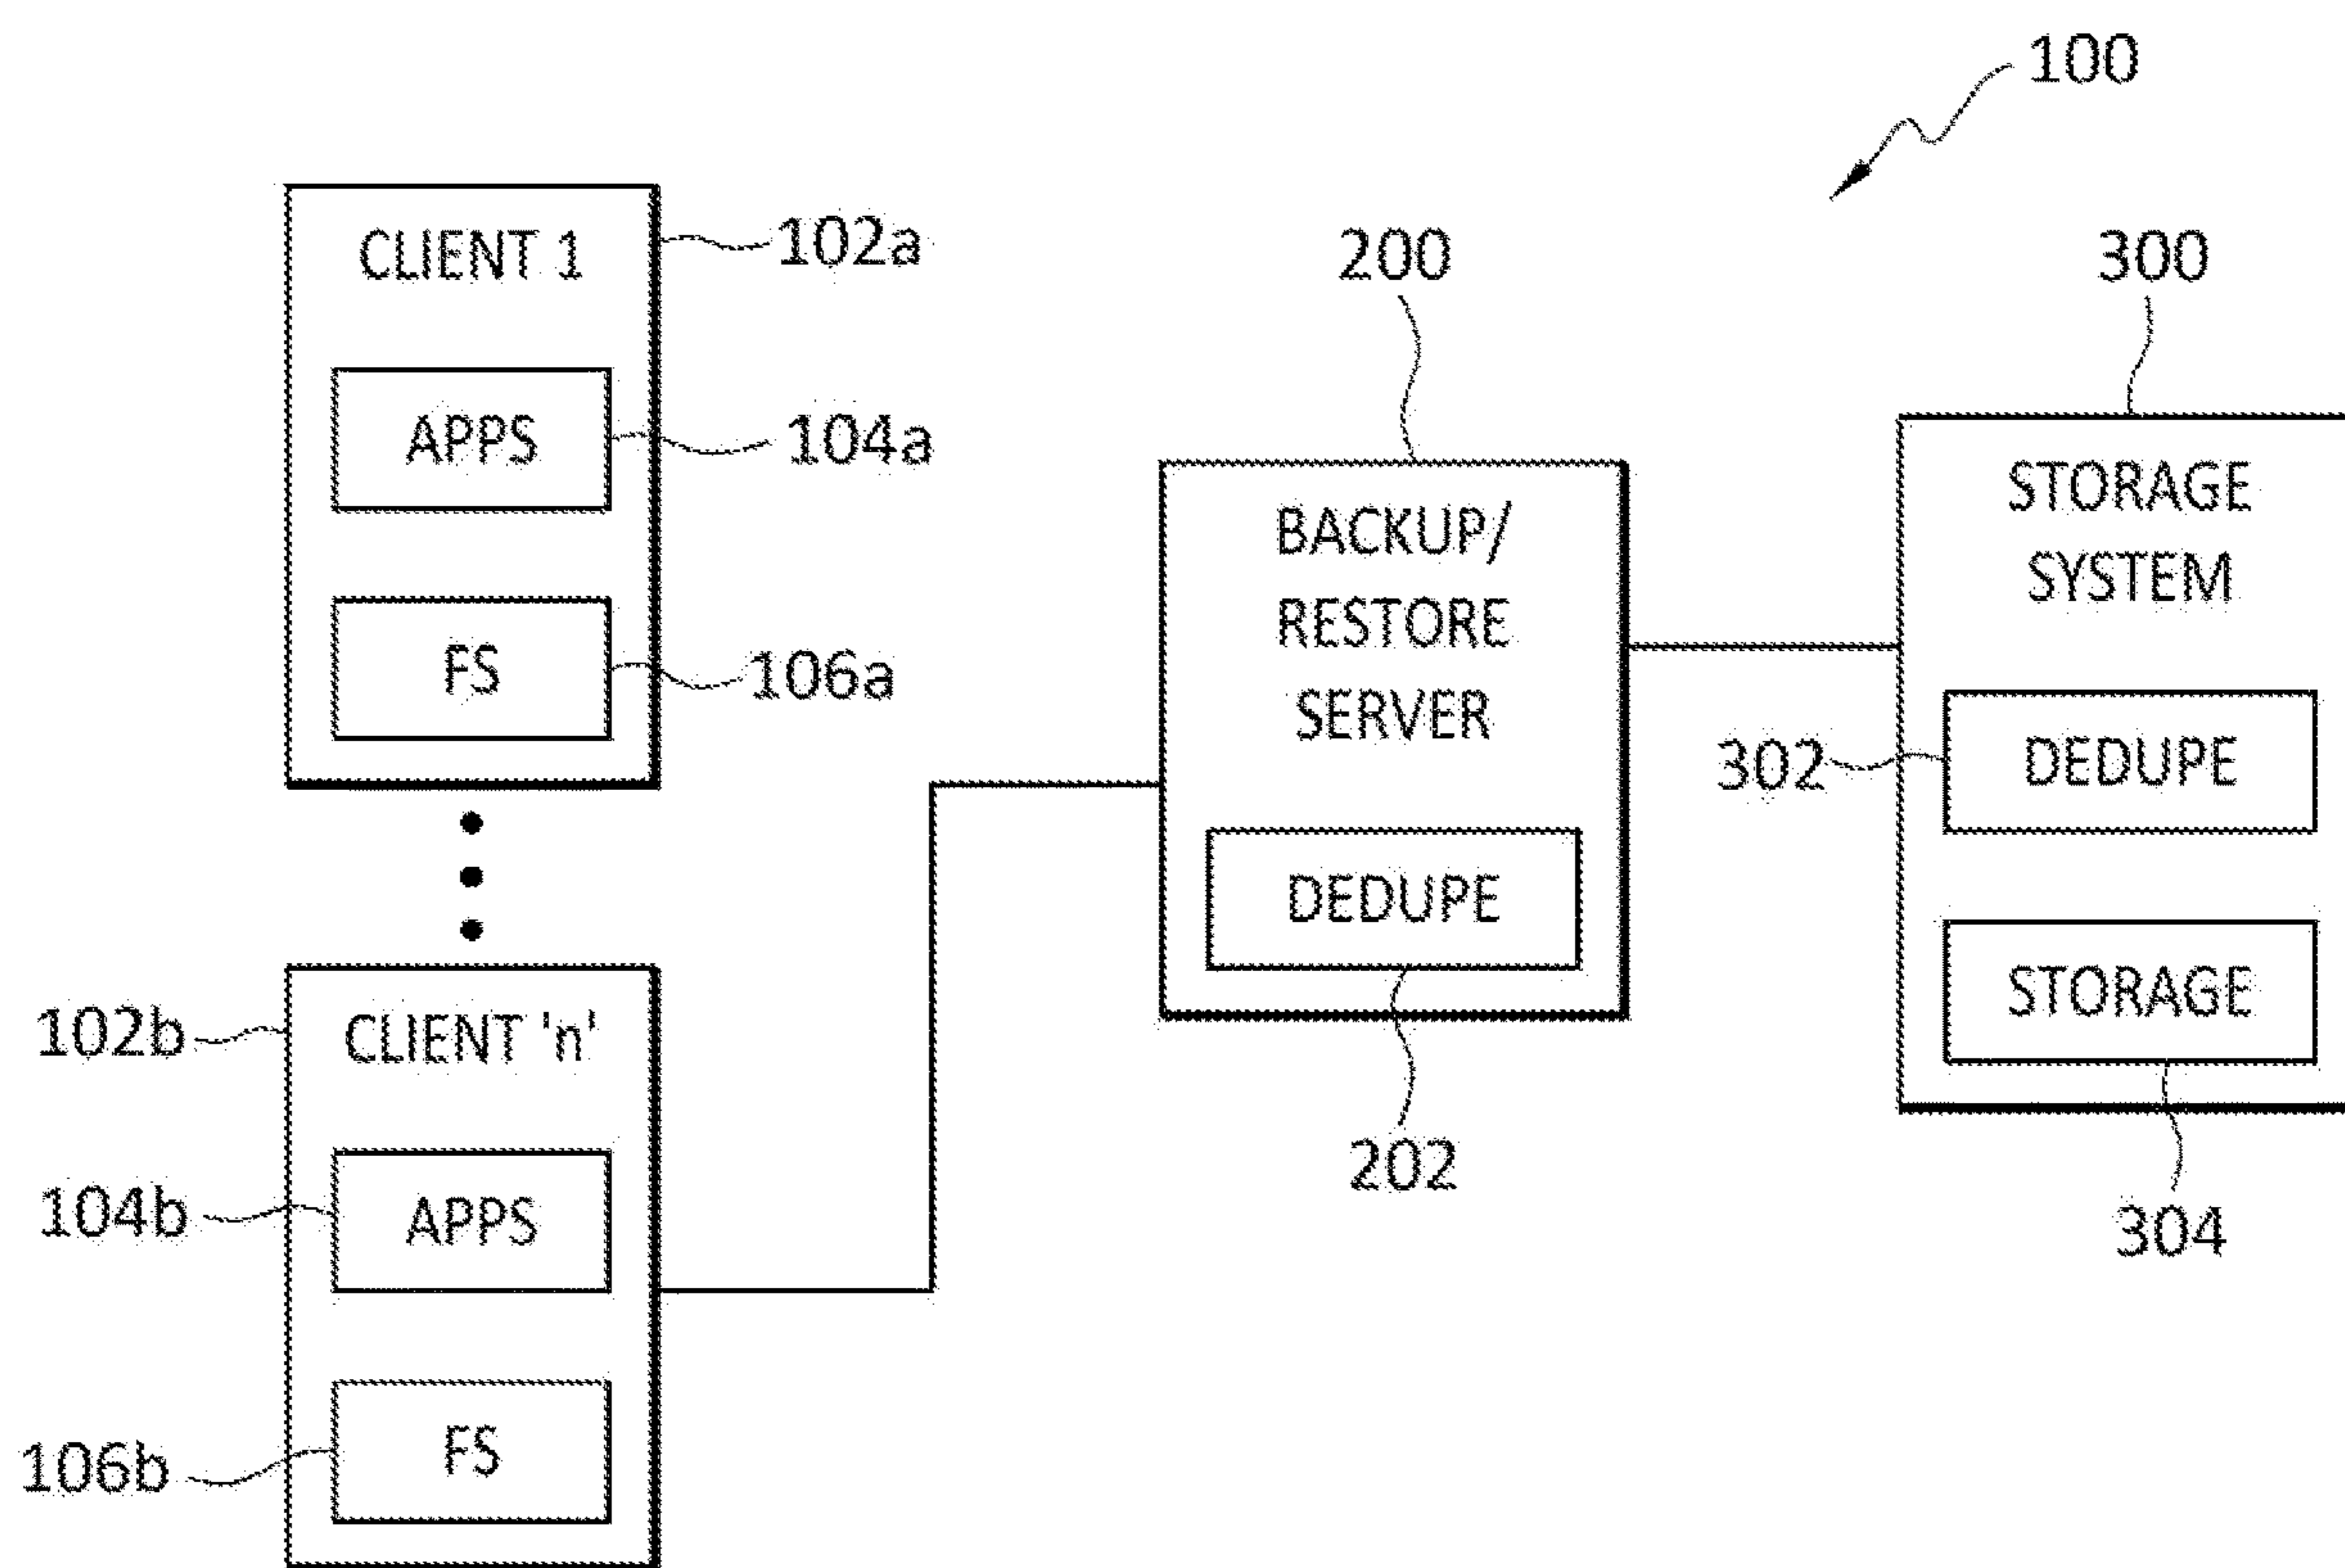 100
CLIENT 1
102a
APPS
104a
FS
106a
CLIENT 'n'
102b
APPS
104b
FS
106b
200
BACKUP/
RESTORE
SERVER
DEDUPE
202
300
STORAGE
SYSTEM
302
DEDUPE
STORAGE
304